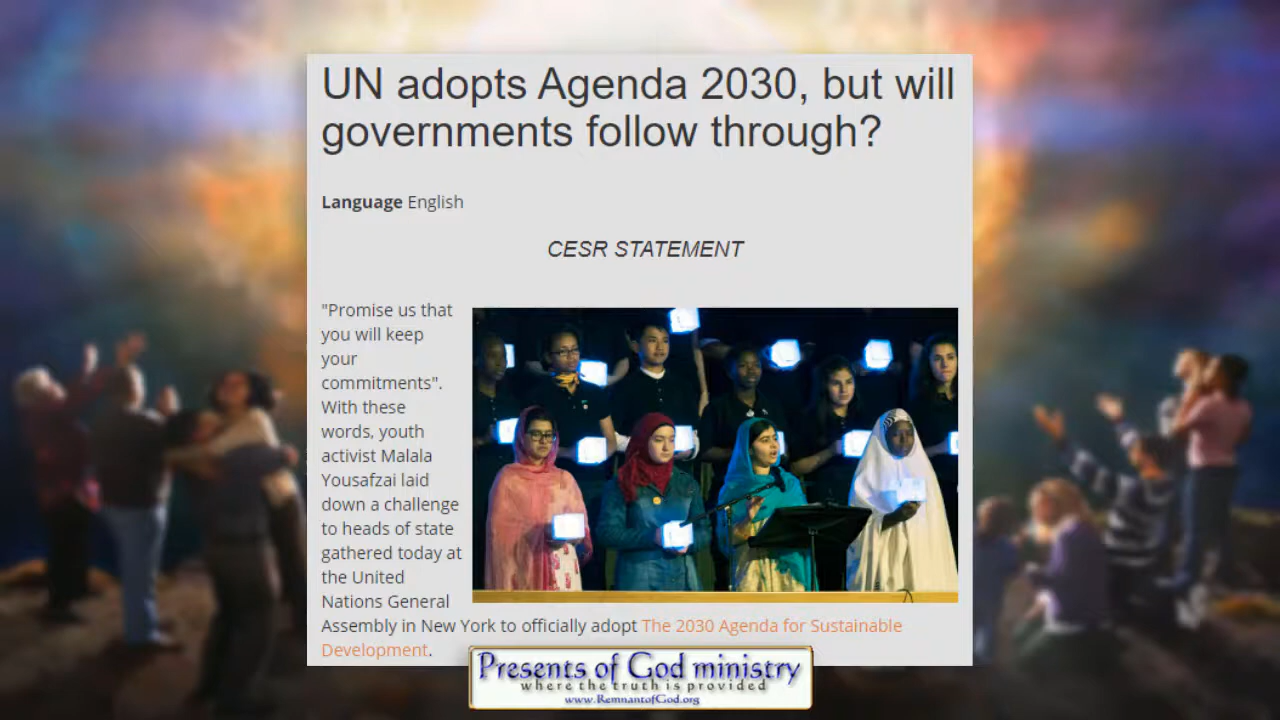 UN adopts Agenda 2030, but will
governments follow through?
Language English
CESR STATEMENT
"Promise us that
you will keep
your
commitments".
With these
words, youth
activist Malala
Yousafzai laid
down a challenge
to heads of state
gathered today at
the United
Nations General
Assembly in New York to officially adopt The 2030 Agenda for Sustainable
Development.
Presents of God ministry
where the truth is provided
www.RemnantofGod.org